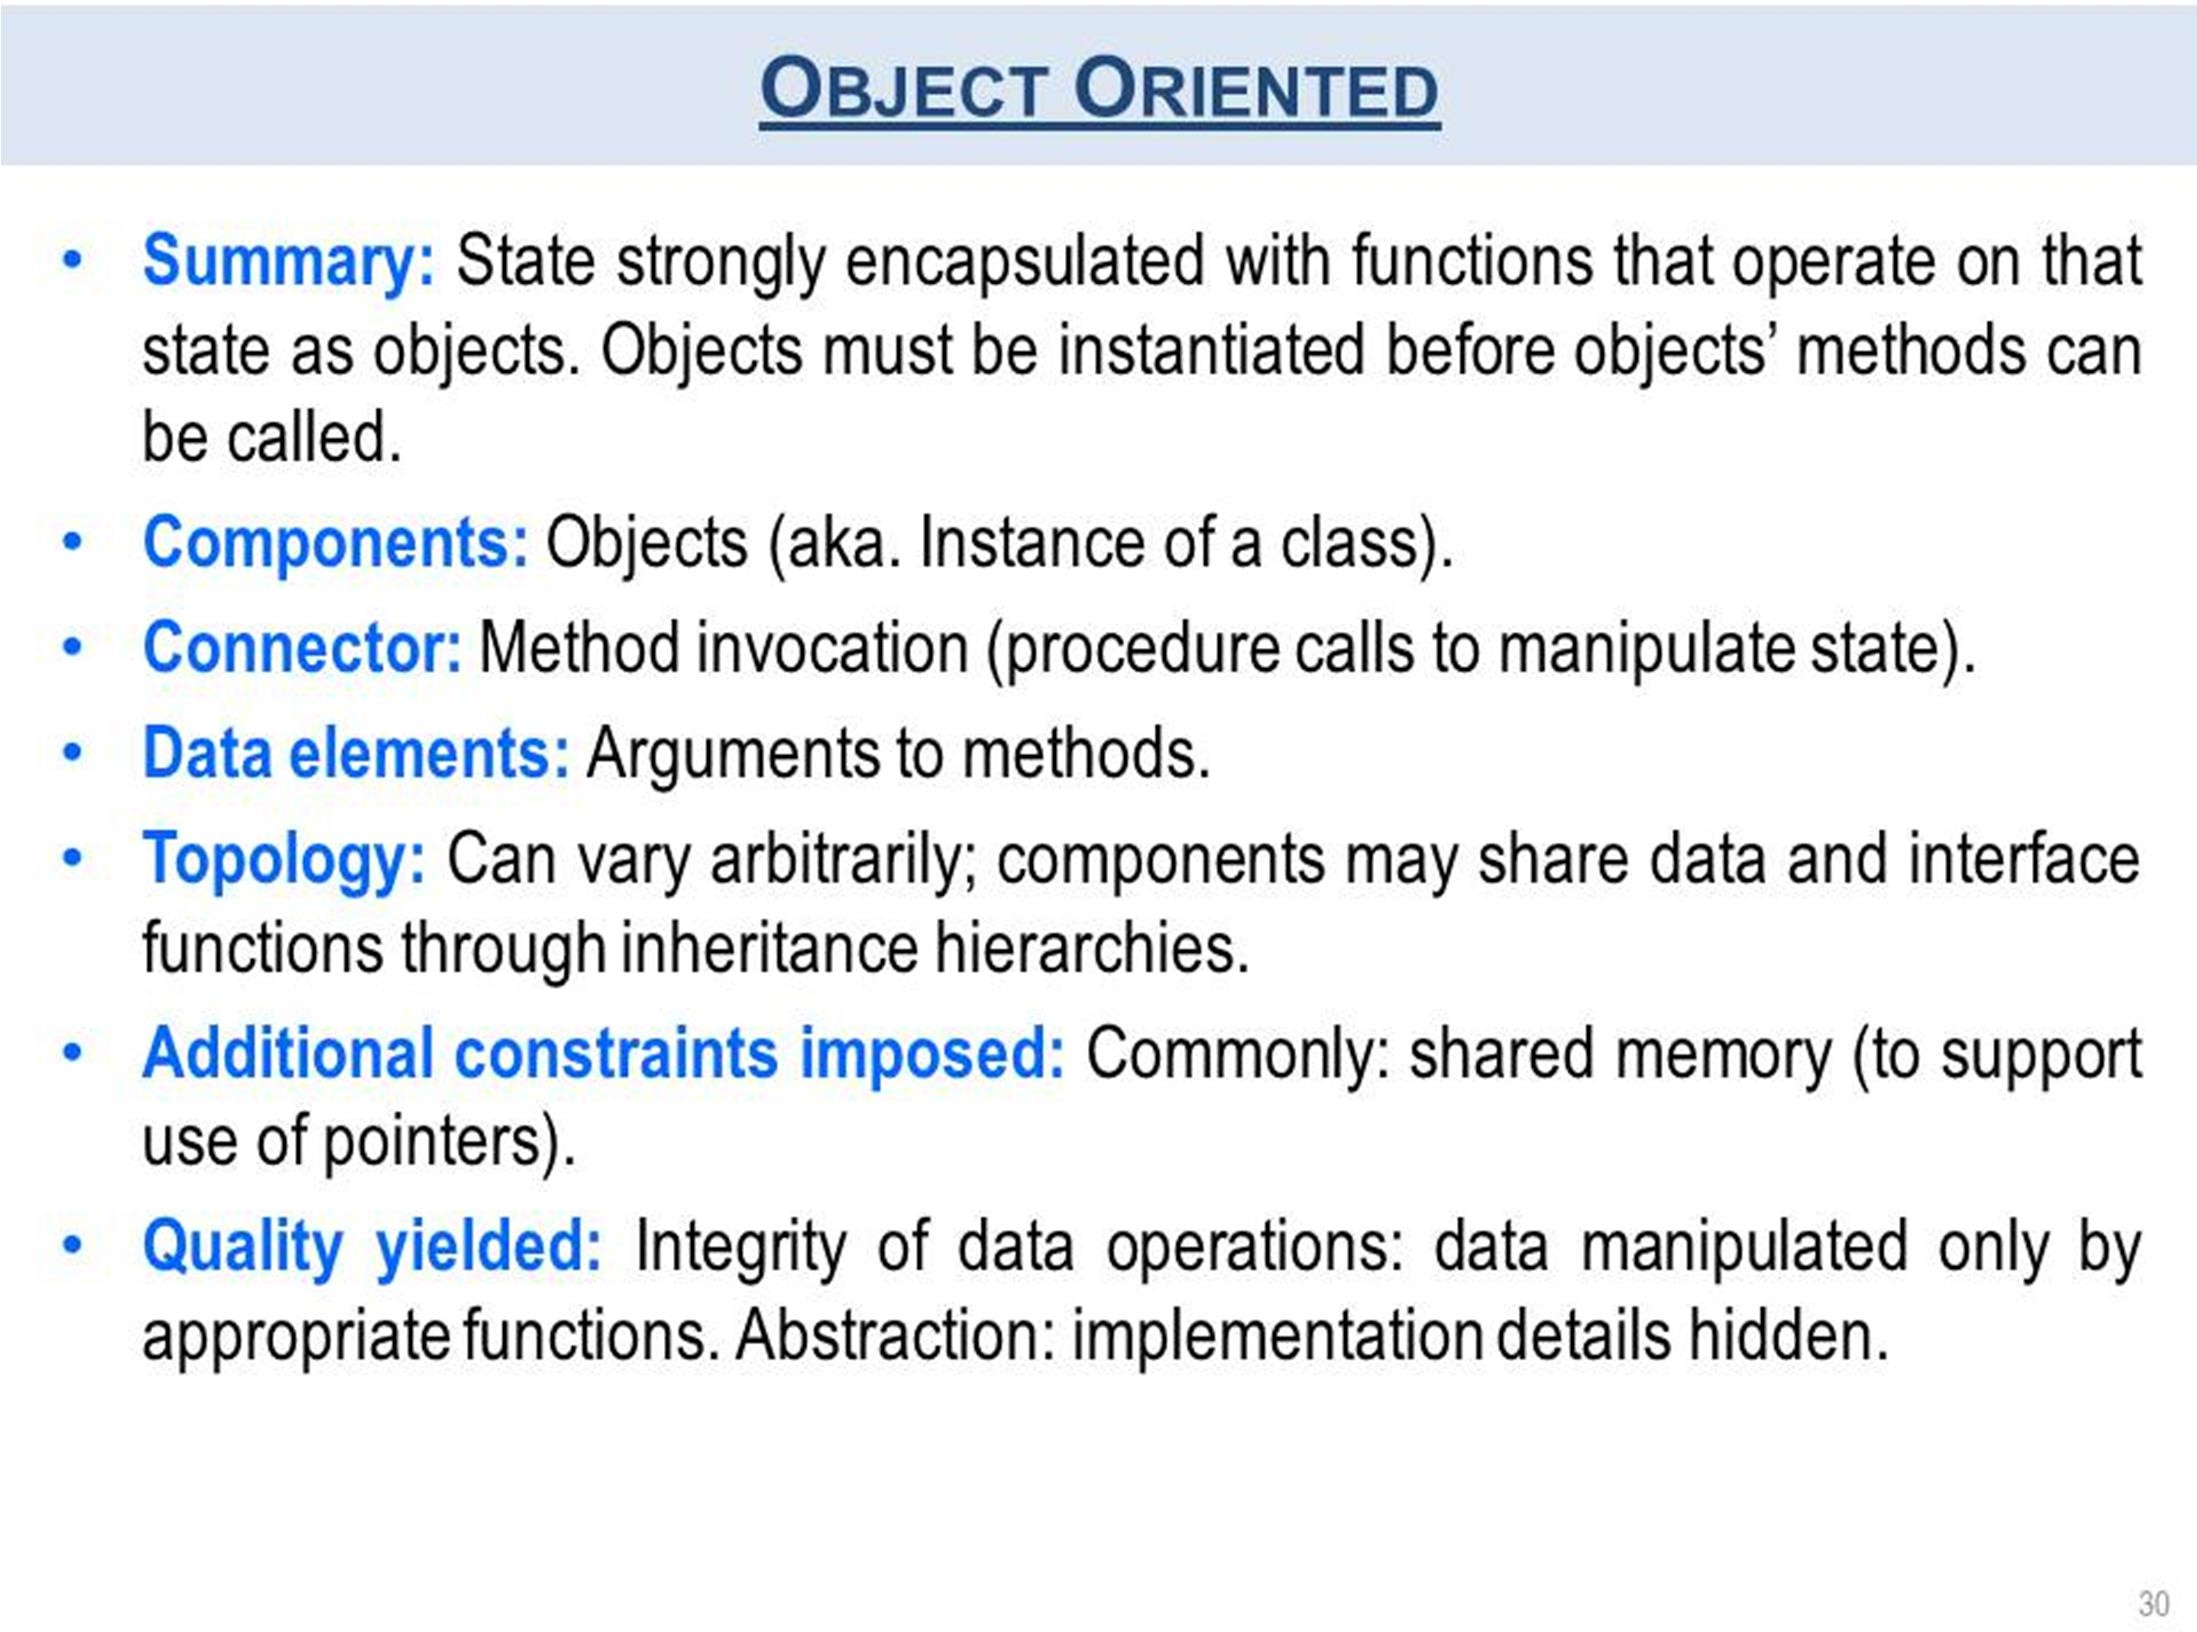 OBJECT ORIENTED
• Summary: State strongly encapsulated with functions that operate on that
state as objects. Objects must be instantiated before objects’ methods can
be called.
• Components: Objects (aka. Instance of a class).
• Connector: Method invocation (procedure calls to manipulate state).
• Data elements: Arguments to methods.
• Topology: Can vary arbitrarily; components may share data and interface
functions through inheritance hierarchies.
• Additional constraints imposed: Commonly: shared memory (to support
use of pointers).
• Quality yielded: Integrity of data operations: data manipulated only by
appropriate functions. Abstraction: implementation details hidden.
30